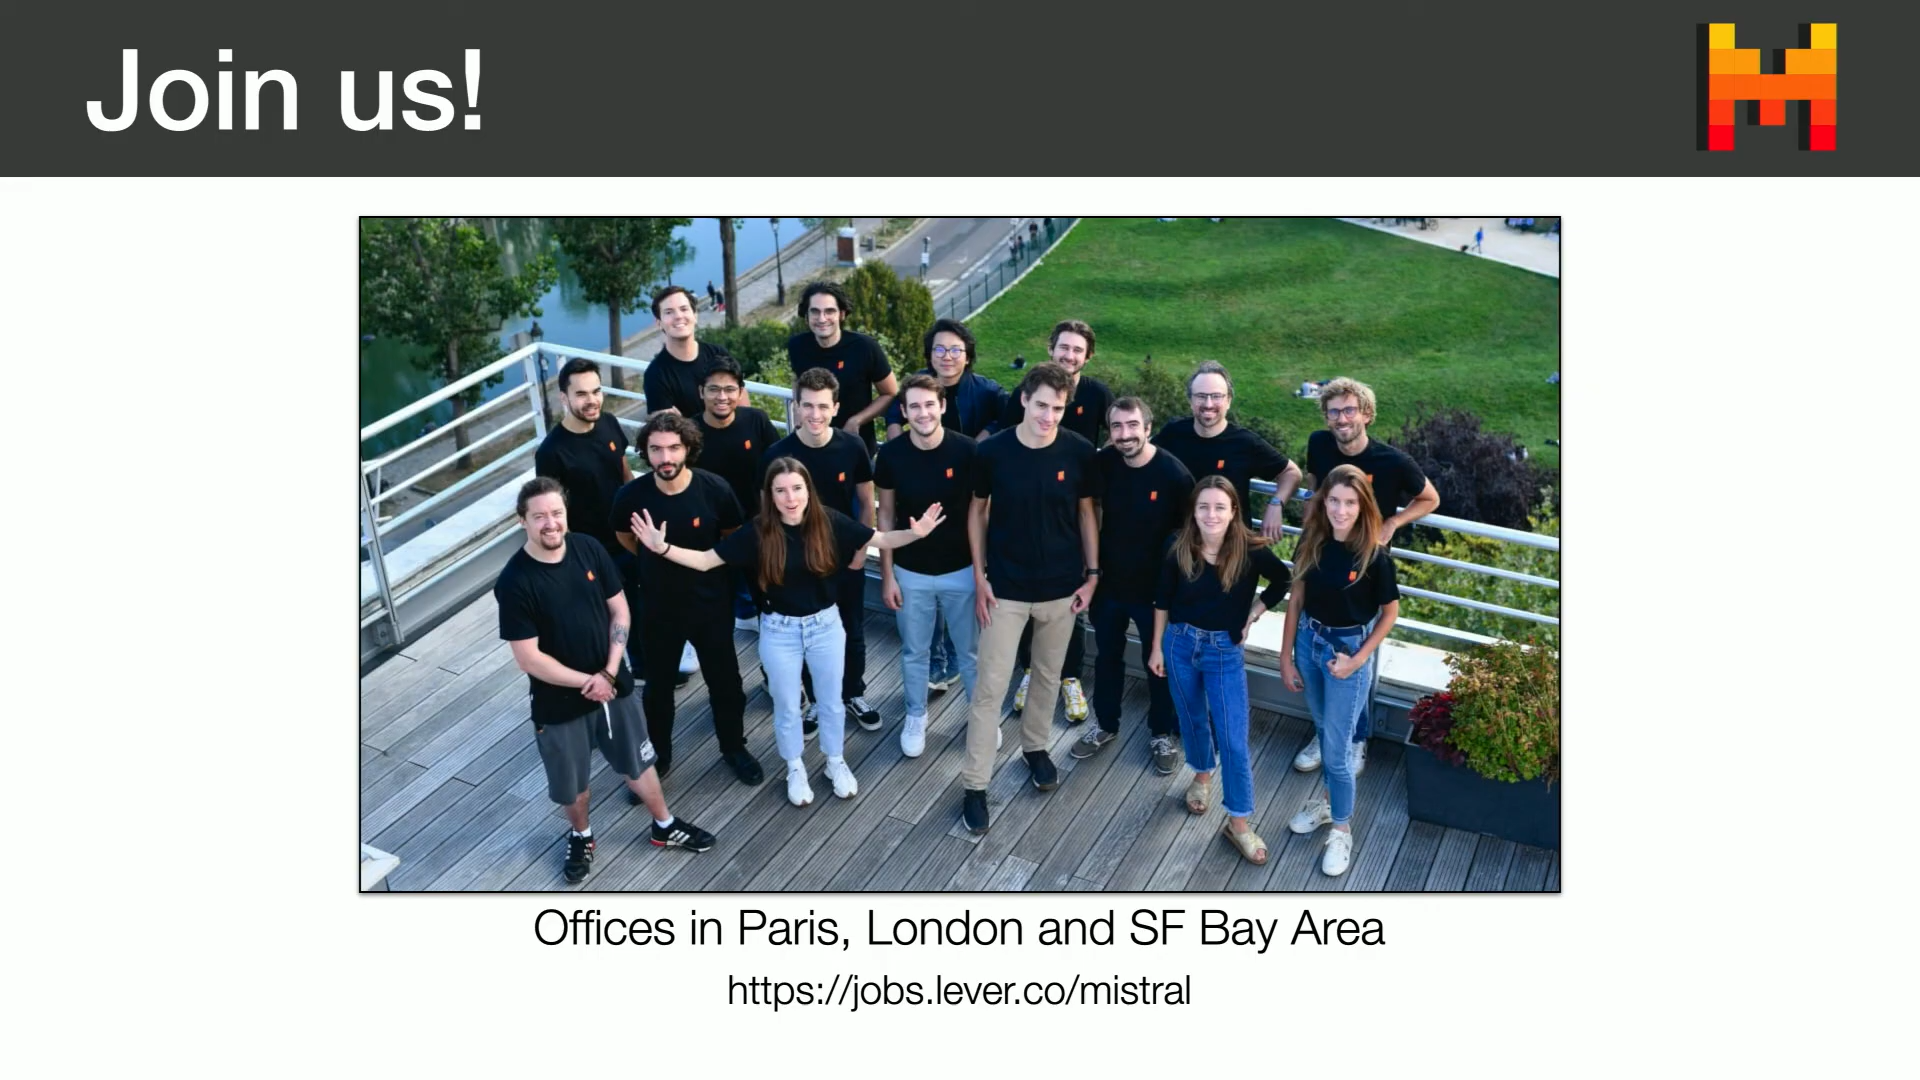 Join us!
Offices in Paris, London and SF Bay Area
https://jobs.lever.co/mistral